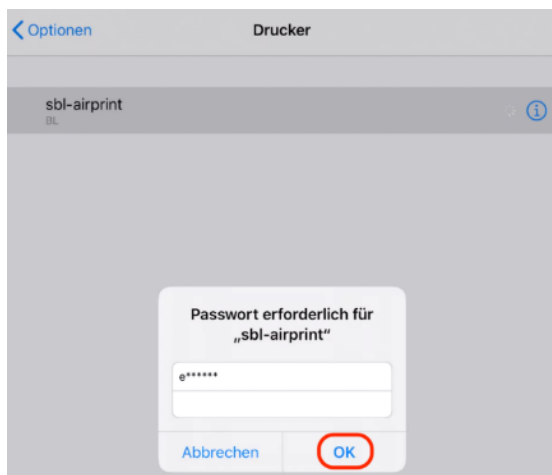 Optionen
Drucker
sbl-airprint
BL
Passwort erforderlich für
„sbl-airprint“
e******
Abbrechen
OK